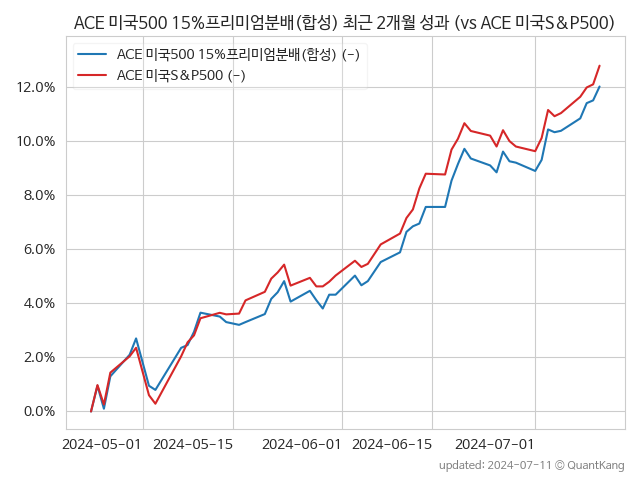 ACE 미국500 15%프리미엄분배(합성) 최근 2개월 성과 (vs ACE 미국S&P500)
ACE 미국500 15%프리미엄분배(합성) (-)
ACE 미국S&P500 (-)
12.0%
10.0%
8.0%
6.0%
4.0%
2.0%
0.0%
2024-05-01 2024-05-15 2024-06-01 2024-06-15 2024-07-01
updated: 2024-07-11 © QuantKang